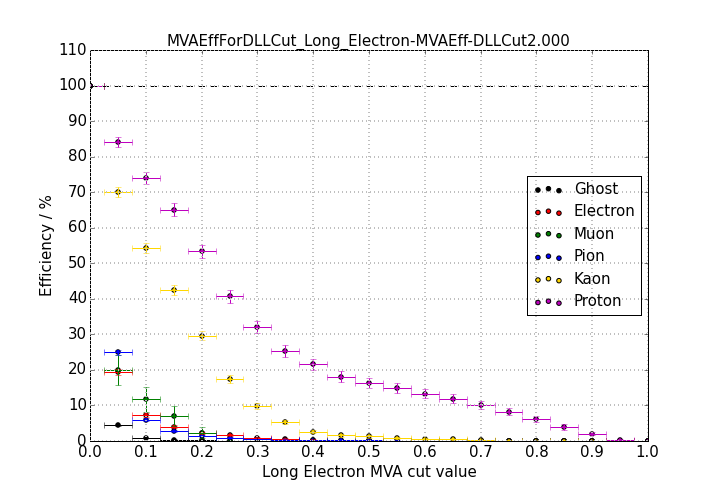 MVAEffForDLLCut_Long_Electron-MVAEff-DLLCut2.000
110
100
90
80
70
60
50
40
30
20
10
0
Efficiency / %
Ghost
Electron
Muon
Pion
Kaon
Proton
0.0 0.1 0.2 0.3 0.4 0.5 0.6 0.7 0.8 0.9 1.0
Long Electron MVA cut value